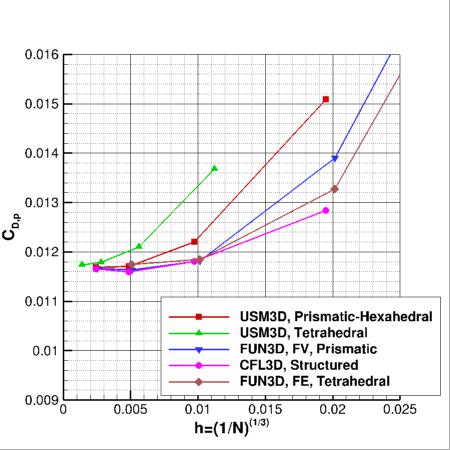 0.016
0.015
0.014
0.013
0.012
0.011
0.01
0.009
C_D,p
USM3D, Prismatic-Hexahedral
USM3D, Tetrahedral
FUN3D, FV, Prismatic
CFL3D, Structured
FUN3D, FE, Tetrahedral
0 0.005 0.01 0.015 0.02 0.025
h=(1/N)^(1/3)